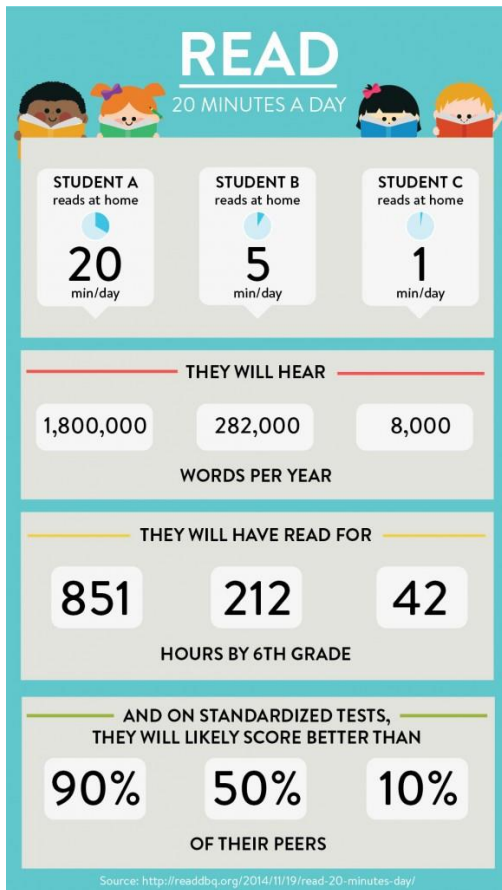 READ
20 MINUTES A DAY
STUDENT A
reads at home
20
min/day
STUDENT B
reads at home
5
min/day
STUDENT C
reads at home
1
min/day
THEY WILL HEAR
1,800,000 282,000 8,000
WORDS PER YEAR
THEY WILL HAVE READ FOR
851 212 42
HOURS BY 6TH GRADE
AND ON STANDARDIZED TESTS,
THEY WILL LIKELY SCORE BETTER THAN
90% 50% 10%
OF THEIR PEERS
Source: http://readdbq.org/2014/11/19/read-20-minutes-day/